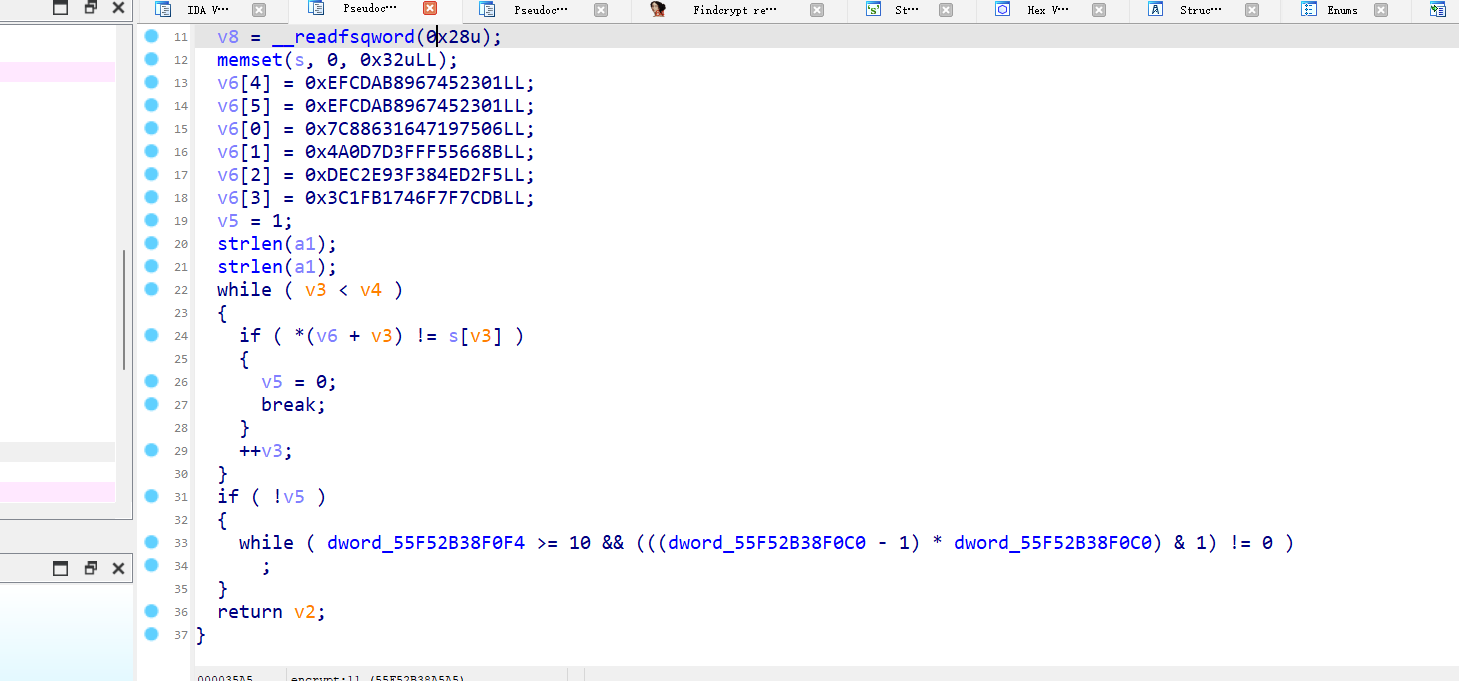 IDA V··· Pseudoc··· Pseudoc··· Findcrypt re··· St··· Hex V··· Struc··· Enums
11 v8 = __readfsqword(0x28u);
12 memset(s, 0, 0x32uLL);
13 v6[4] = 0xEFCDAB8967452301LL;
14 v6[5] = 0xEFCDAB8967452301LL;
15 v6[0] = 0x7C88631647197506LL;
16 v6[1] = 0x4A0D7D3FFF55668BLL;
17 v6[2] = 0xDEC2E93F384ED2F5LL;
18 v6[3] = 0x3C1FB1746F7F7CDBLL;
19 v5 = 1;
20 strlen(a1);
21 strlen(a1);
22 while ( v3 < v4 )
23 {
24 if ( *(v6 + v3) != s[v3] )
25 {
26 v5 = 0;
27 break;
28 }
29 ++v3;
30 }
31 if ( !v5 )
32 {
33 while ( dword_55F52B38F0F4 >= 10 && (((dword_55F52B38F0C0 - 1) * dword_55F52B38F0C0) & 1) != 0 )
34 ;
35 }
36 return v2;
37 }
000035A5 encrypt:11 (55F52B38A5A5)